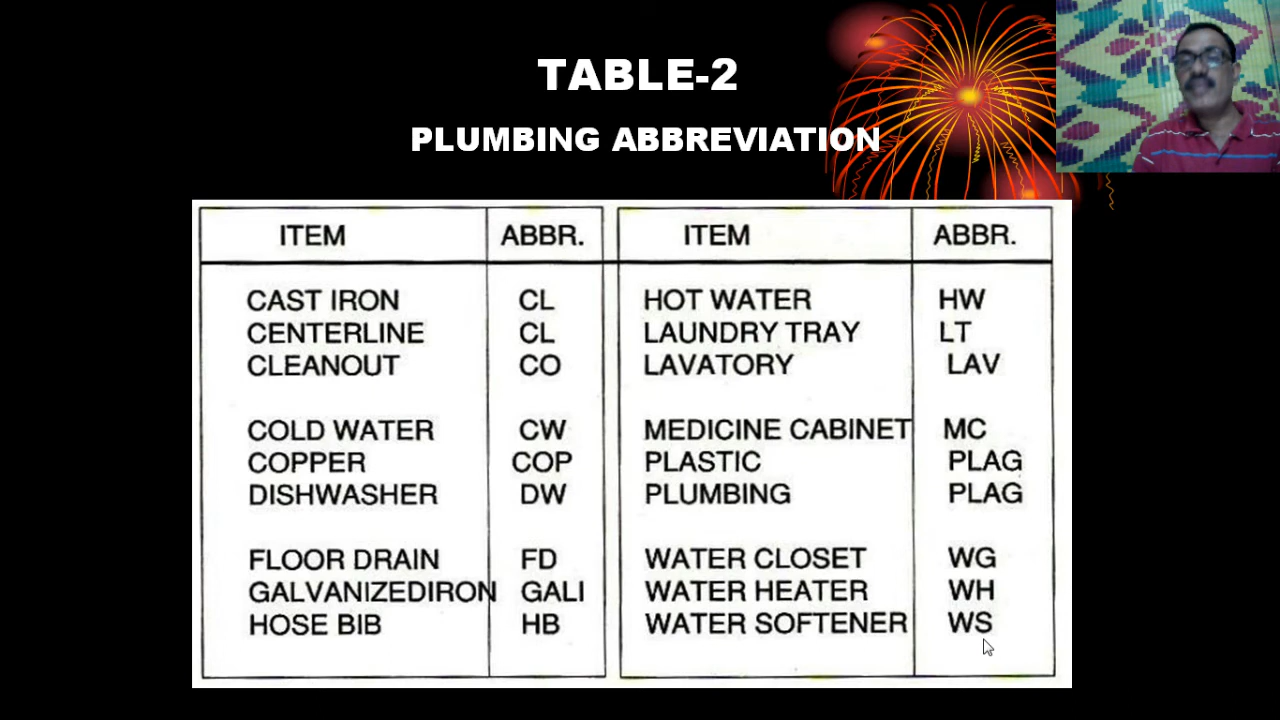 TABLE-2
PLUMBING ABBREVIATION
ITEM ABBR. ITEM ABBR.
CAST IRON CL HOT WATER HW
CENTERLINE CL LAUNDRY TRAY LT
CLEANOUT CO LAVATORY LAV
COLD WATER CW MEDICINE CABINET MC
COPPER COP PLASTIC PLAG
DISHWASHER DW PLUMBING PLAG
FLOOR DRAIN FD WATER CLOSET WG
GALVANIZEDIRON GALI WATER HEATER WH
HOSE BIB HB WATER SOFTENER WS